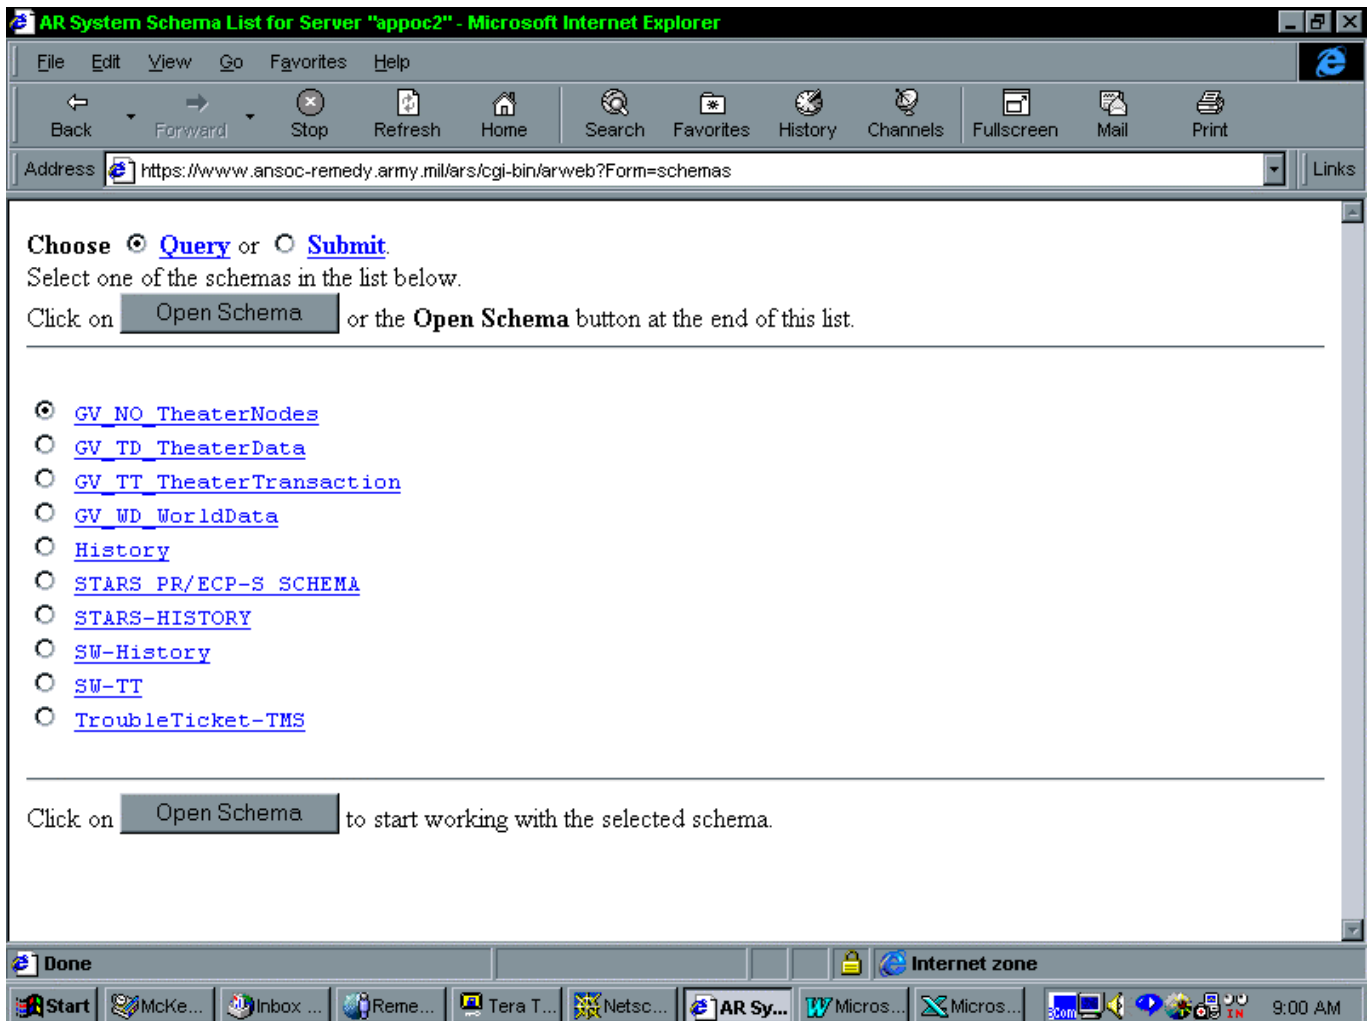 AR System Schema List for Server "appoc2" - Microsoft Internet Explorer
File Edit View Go Favorites Help
Back Forward Stop Refresh Home Search Favorites History Channels Fullscreen Mail Print
Address https://www.ansoc-remedy.army.mil/ars/cgi-bin/arweb?Form=schemas Links
Choose Query or Submit.
Select one of the schemas in the list below.
Click on Open Schema or the Open Schema button at the end of this list.
GV_NO_TheaterNodes
GV_TD_TheaterData
GV_TT_TheaterTransaction
GV_WD_WorldData
History
STARS PR/ECP-S SCHEMA
STARS-HISTORY
SW-History
SW-TT
TroubleTicket-TMS
Click on Open Schema to start working with the selected schema.
Done Internet zone
Start McKe... Inbox ... Reme... Tera T... Netsc... AR Sy... Micros... Micros... 3Com IN 9:00 AM